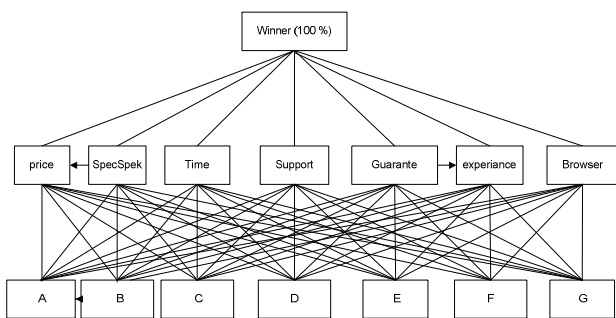 Winner (100 %)
price SpecSpek Time Support Guarante experiance Browser
A B C D E F G